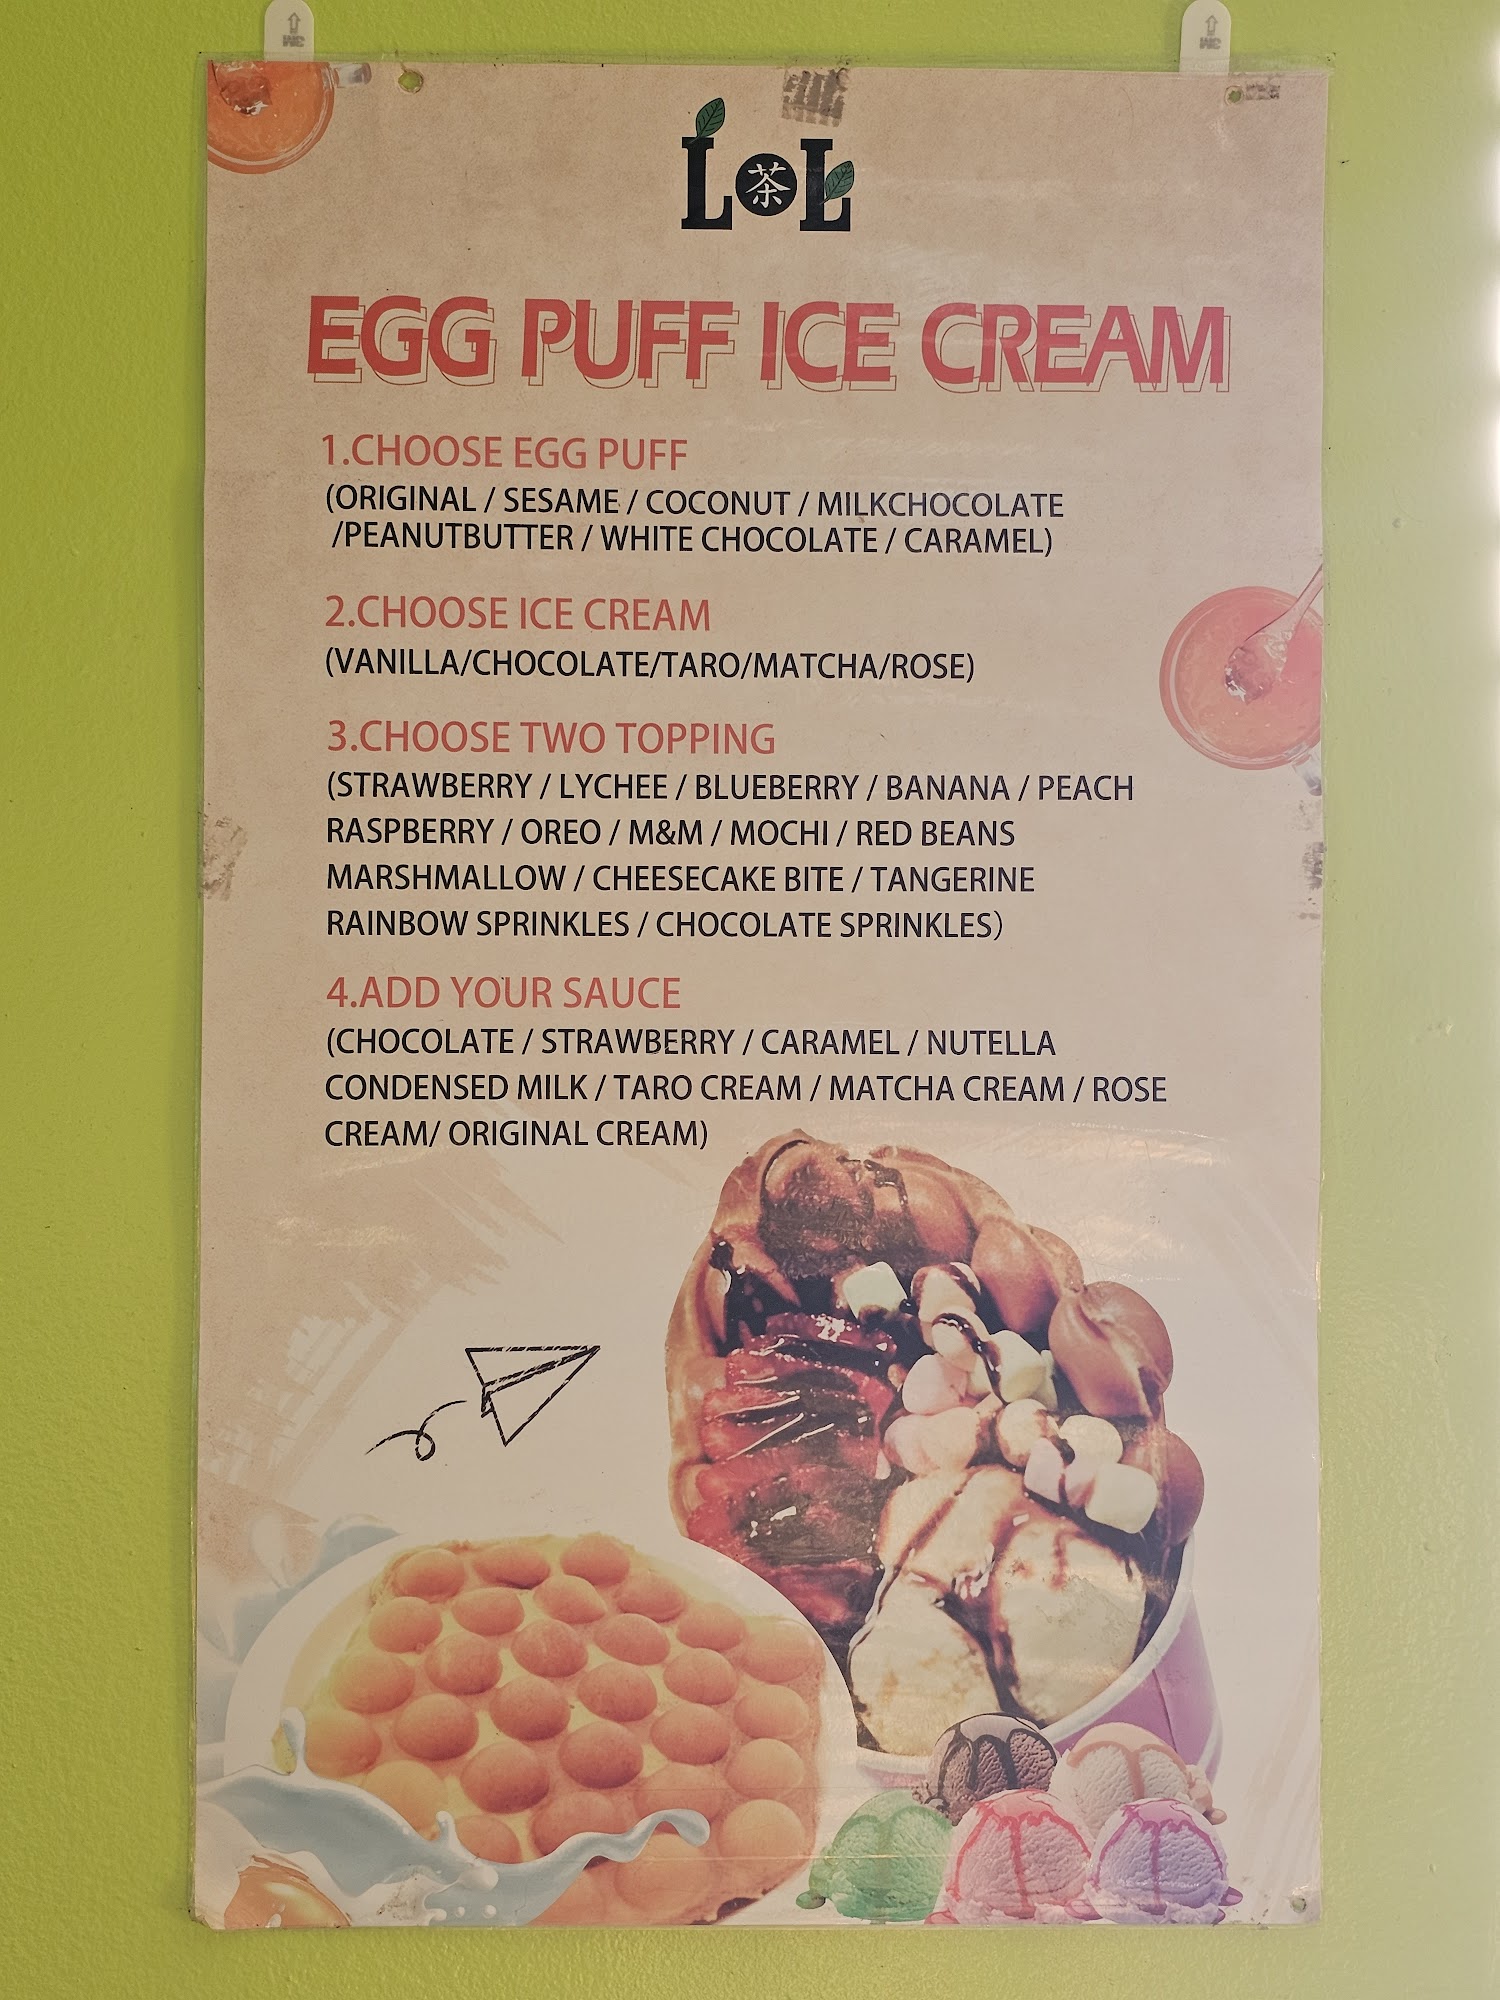 L茶L
EGG PUFF ICE CREAM
1.CHOOSE EGG PUFF
(ORIGINAL / SESAME / COCONUT / MILKCHOCOLATE
/PEANUTBUTTER / WHITE CHOCOLATE / CARAMEL)
2.CHOOSE ICE CREAM
(VANILLA/CHOCOLATE/TARO/MATCHA/ROSE)
3.CHOOSE TWO TOPPING
(STRAWBERRY / LYCHEE / BLUEBERRY / BANANA / PEACH
RASPBERRY / OREO / M&M / MOCHI / RED BEANS
MARSHMALLOW / CHEESECAKE BITE / TANGERINE
RAINBOW SPRINKLES / CHOCOLATE SPRINKLES)
4.ADD YOUR SAUCE
(CHOCOLATE / STRAWBERRY / CARAMEL / NUTELLA
CONDENSED MILK / TARO CREAM / MATCHA CREAM / ROSE
CREAM/ ORIGINAL CREAM)